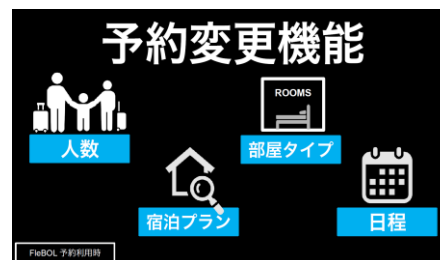 予約変更機能
ROOMS
人数
部屋タイプ
宿泊プラン
日程
FleBOL 予約利用時